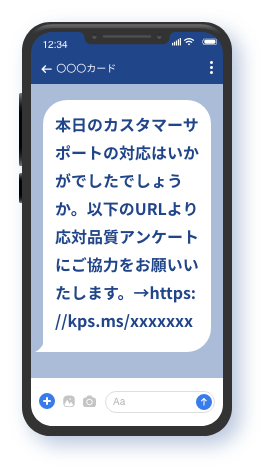 12:34
〇〇〇カード
本日のカスタマーサ
ポートの対応はいか
がでしたでしょう
か。以下のURLより
応対品質アンケート
にご協力をお願いい
たします。→https:
//kps.ms/xxxxxxx
Aa